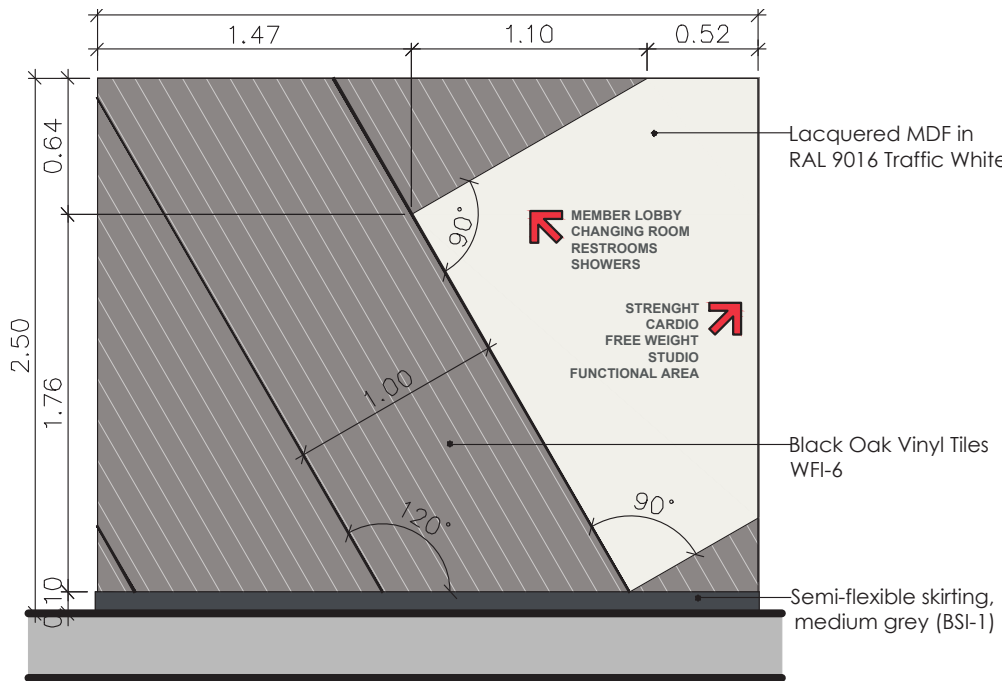 1.47
1.10
0.52
0.64
2.50
1.76
0.10
Lacquered MDF in
RAL 9016 Traffic White
90°
MEMBER LOBBY
CHANGING ROOM
RESTROOMS
SHOWERS
STRENGHT
CARDIO
FREE WEIGHT
STUDIO
FUNCTIONAL AREA
1.00
Black Oak Vinyl Tiles
WFI-6
120°
90°
Semi-flexible skirting,
medium grey (BSI-1)